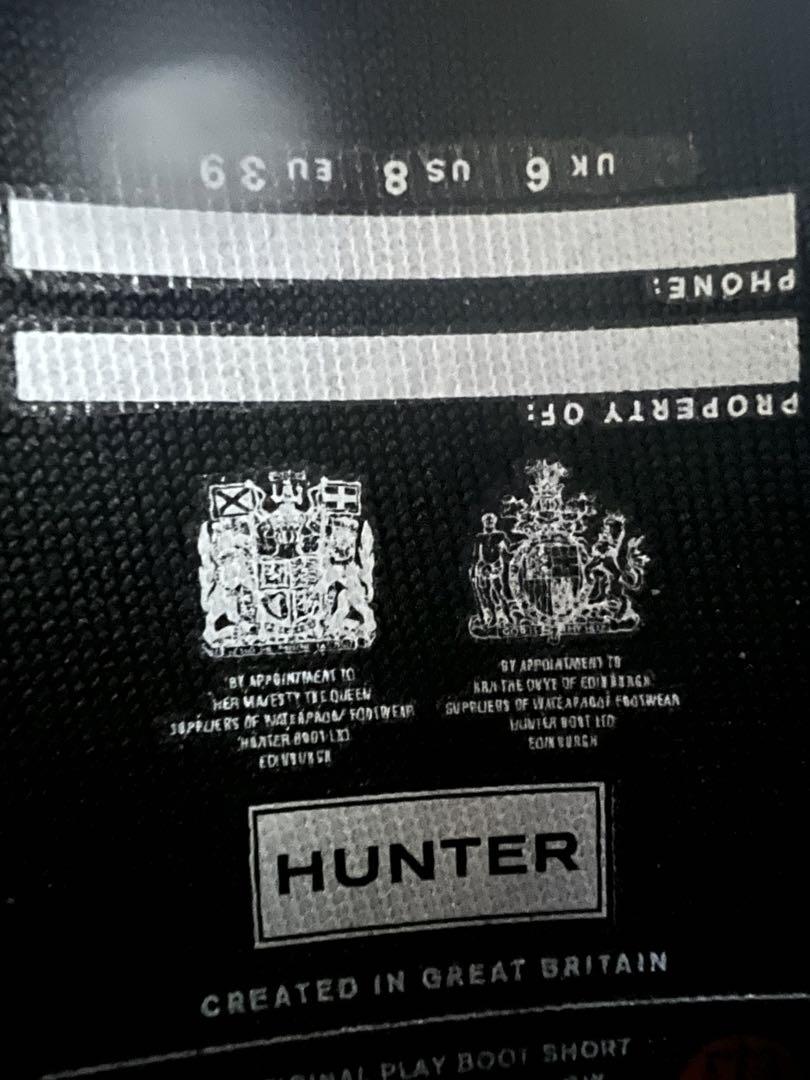 UK 6 US 8 EU 39
PHONE:
PROPERTY OF:
BY APPOINTMENT TO
HER MAJESTY THE QUEEN
SUPPLIERS OF WATERPROOF FOOTWEAR
HUNTER BOOT LTD
EDINBURGH
BY APPOINTMENT TO
HRH THE DUKE OF EDINBURGH
SUPPLIERS OF WATERPROOF FOOTWEAR
HUNTER BOOT LTD
EDINBURGH
HUNTER
CREATED IN GREAT BRITAIN
PLAY BOOT SHORT